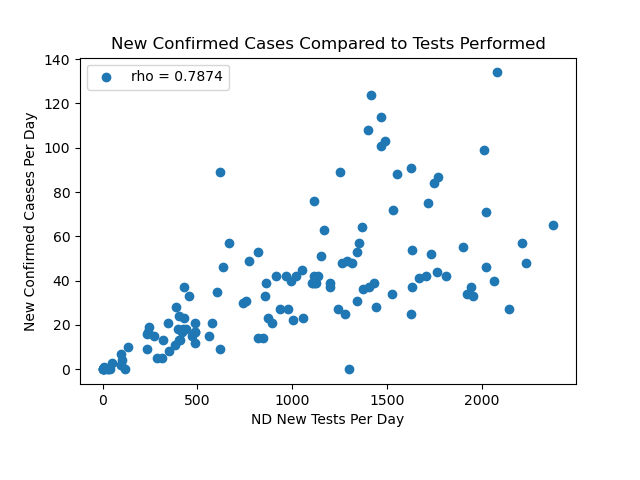 New Confirmed Cases Compared to Tests Performed
rho = 0.7874
New Confirmed Caeses Per Day
140
120
100
80
60
40
20
0
0 500 1000 1500 2000
ND New Tests Per Day